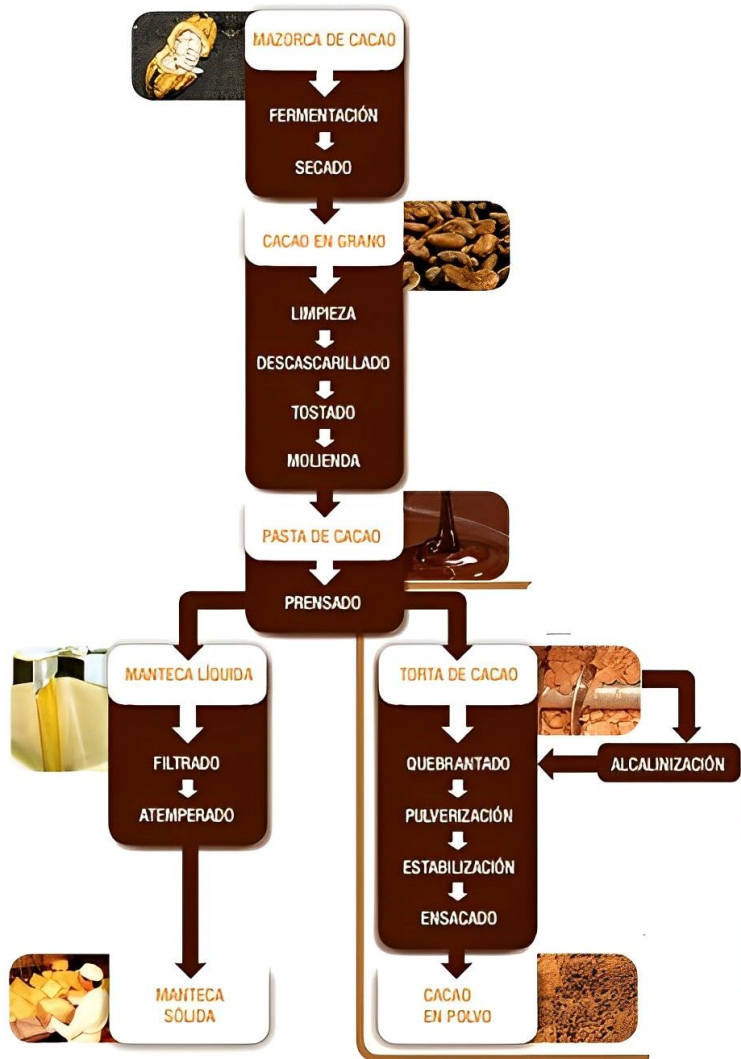 MAZORCA DE CACAO
FERMENTACIÓN
SECADO
CACAO EN GRANO
LIMPIEZA
DESCASCARILLADO
TOSTADO
MOLIENDA
PASTA DE CACAO
PRENSADO
MANTECA LÍQUIDA
FILTRADO
ATEMPERADO
MANTECA
SÓLIDA
TORTA DE CACAO
QUEBRANTADO
ALCALINIZACIÓN
PULVERIZACIÓN
ESTABILIZACIÓN
ENSACADO
CACAO
EN POLVO